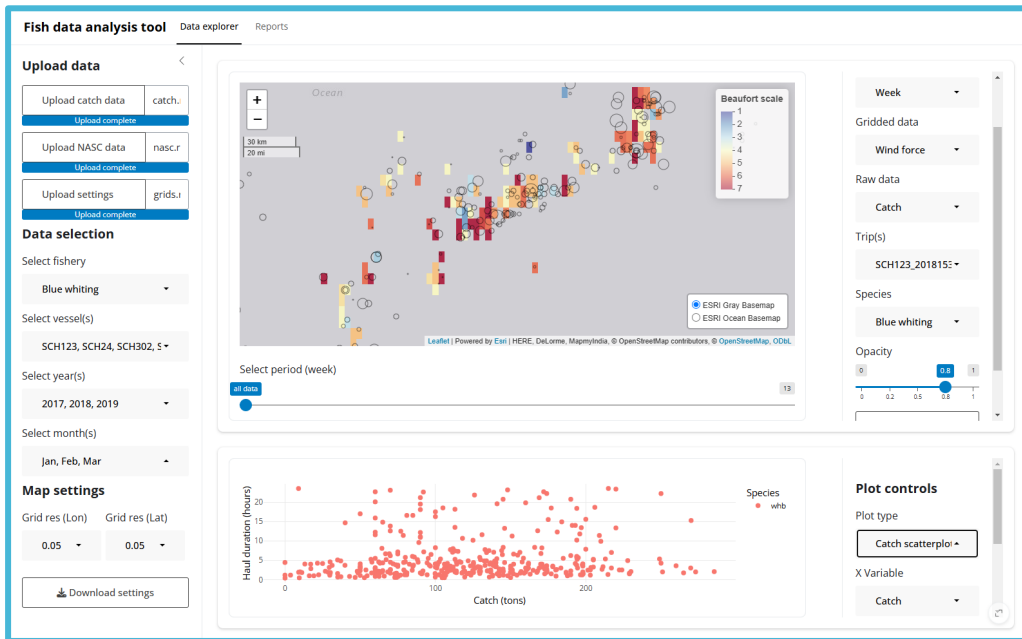 Fish data analysis tool
Data explorer
Reports
Upload data
Upload catch data
catch.
Upload complete
Upload NASC data
nasc.r
Upload complete
Upload settings
grids.r
Upload complete
Data selection
Select fishery
Blue whiting
Select vessel(s)
SCH123, SCH24, SCH302, S
Select year(s)
2017, 2018, 2019
Select month(s)
Jan, Feb, Mar
Map settings
Grid res (Lon) Grid res (Lat)
0.05 0.05
Download settings
+
−
30 km
20 mi
Ocean
Beaufort scale
1
2
3
4
5
6
7
ESRI Gray Basemap
ESRI Ocean Basemap
Leaflet | Powered by Esri | HERE, DeLorme, MapmyIndia, © OpenStreetMap contributors, © OpenStreetMap, ODbL
Select period (week)
all data
13
Week
Gridded data
Wind force
Raw data
Catch
Trip(s)
SCH123_201815
Species
Blue whiting
Opacity
0 0.8 1
0 0.2 0.5 0.8 1
Haul duration (hours)
20
15
10
5
0
0 100 200
Catch (tons)
Species
whb
Plot controls
Plot type
Catch scatterplot
X Variable
Catch